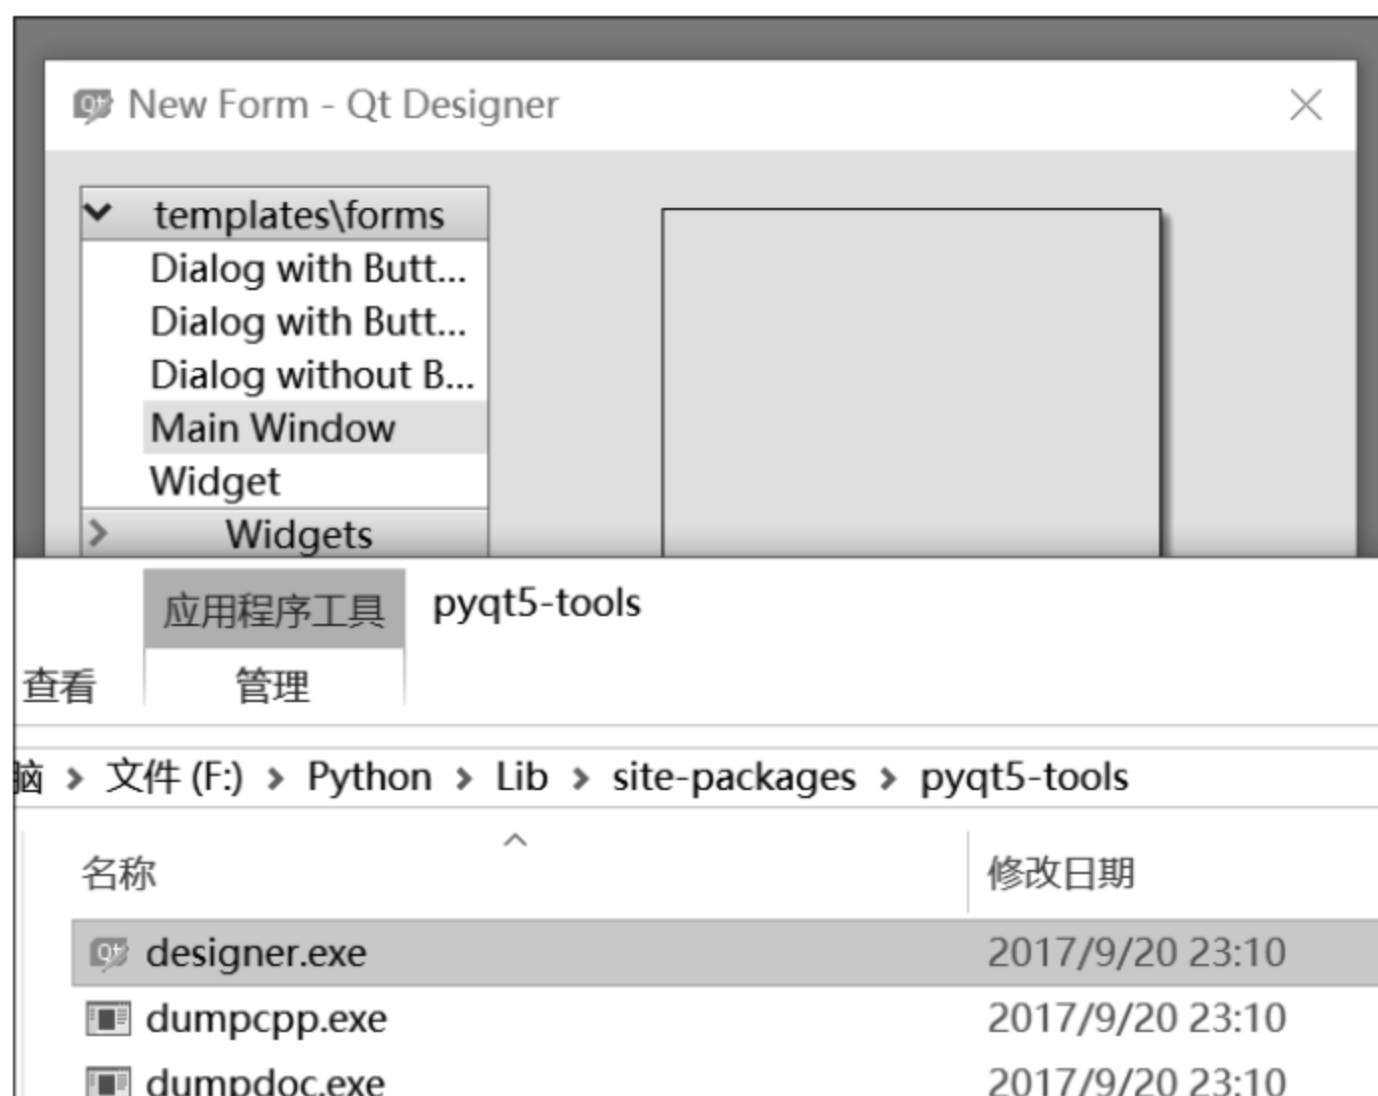 New Form - Qt Designer
templates\forms
Dialog with Butt...
Dialog with Butt...
Dialog without B...
Main Window
Widget
Widgets
应用程序工具 pyqt5-tools
查看 管理
脑 > 文件 (F:) > Python > Lib > site-packages > pyqt5-tools
名称 修改日期
designer.exe 2017/9/20 23:10
dumpcpp.exe 2017/9/20 23:10
dumpdoc.exe 2017/9/20 23:10